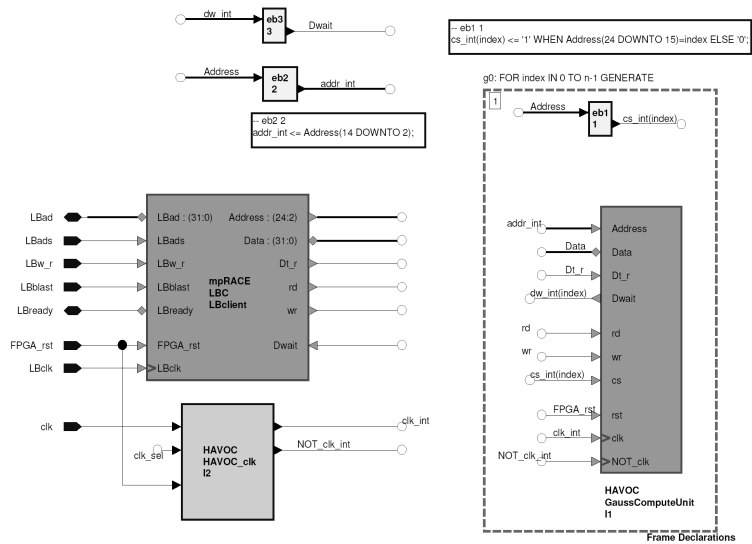 dw_int
eb3
3
Dwait
Address
eb2
2
addr_int
-- eb2 2
addr_int <= Address(14 DOWNTO 2);
-- eb1 1
cs_int(index) <= '1' WHEN Address(24 DOWNTO 15)=index ELSE '0';
g0: FOR index IN 0 TO n-1 GENERATE
1
Address
eb1
1
cs_int(index)
LBad
LBad : (31:0)
Address : (24:2)
LBads
LBads
Data : (31:0)
LBw_r
LBw_r
Dt_r
mpRACE
LBC
LBclient
LBblast
LBblast
rd
LBready
LBready
wr
FPGA_rst
FPGA_rst
Dwait
LBclk
LBclk
clk
clk_int
clk_sel
NOT_clk_int
HAVOC
HAVOC_clk
I2
addr_int
Address
Data
Data
Dt_r
Dt_r
dw_int(index)
Dwait
rd
rd
wr
wr
cs_int(index)
cs
FPGA_rst
rst
clk_int
clk
NOT_clk_int
NOT_clk
HAVOC
GaussComputeUnit
I1
Frame Declarations